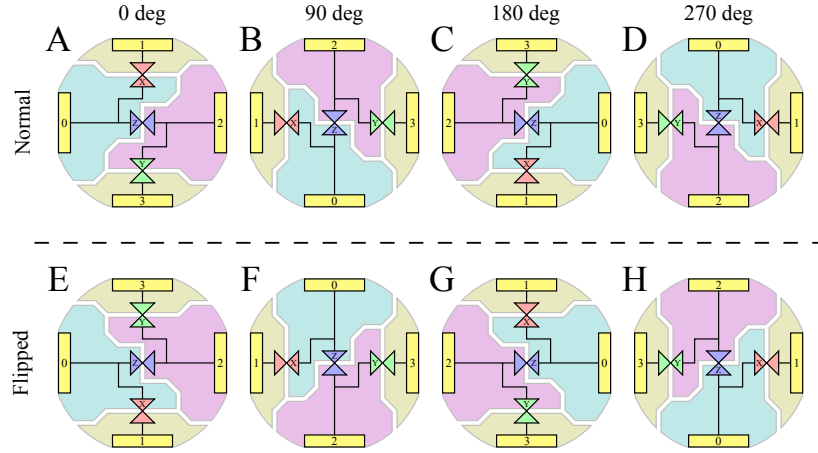 0 deg 90 deg 180 deg 270 deg
Normal
A 1 X 0 Z 2 Y 3
B 2 1 X Z Y 3 0
C 3 Y 2 Z 0 X 1
D 0 3 Y Z X 1 2
Flipped
E 3 Y 0 Z 2 X 1
F 0 1 X Z Y 3 2
G 1 X 2 Z 0 Y 3
H 2 3 Y Z X 1 0